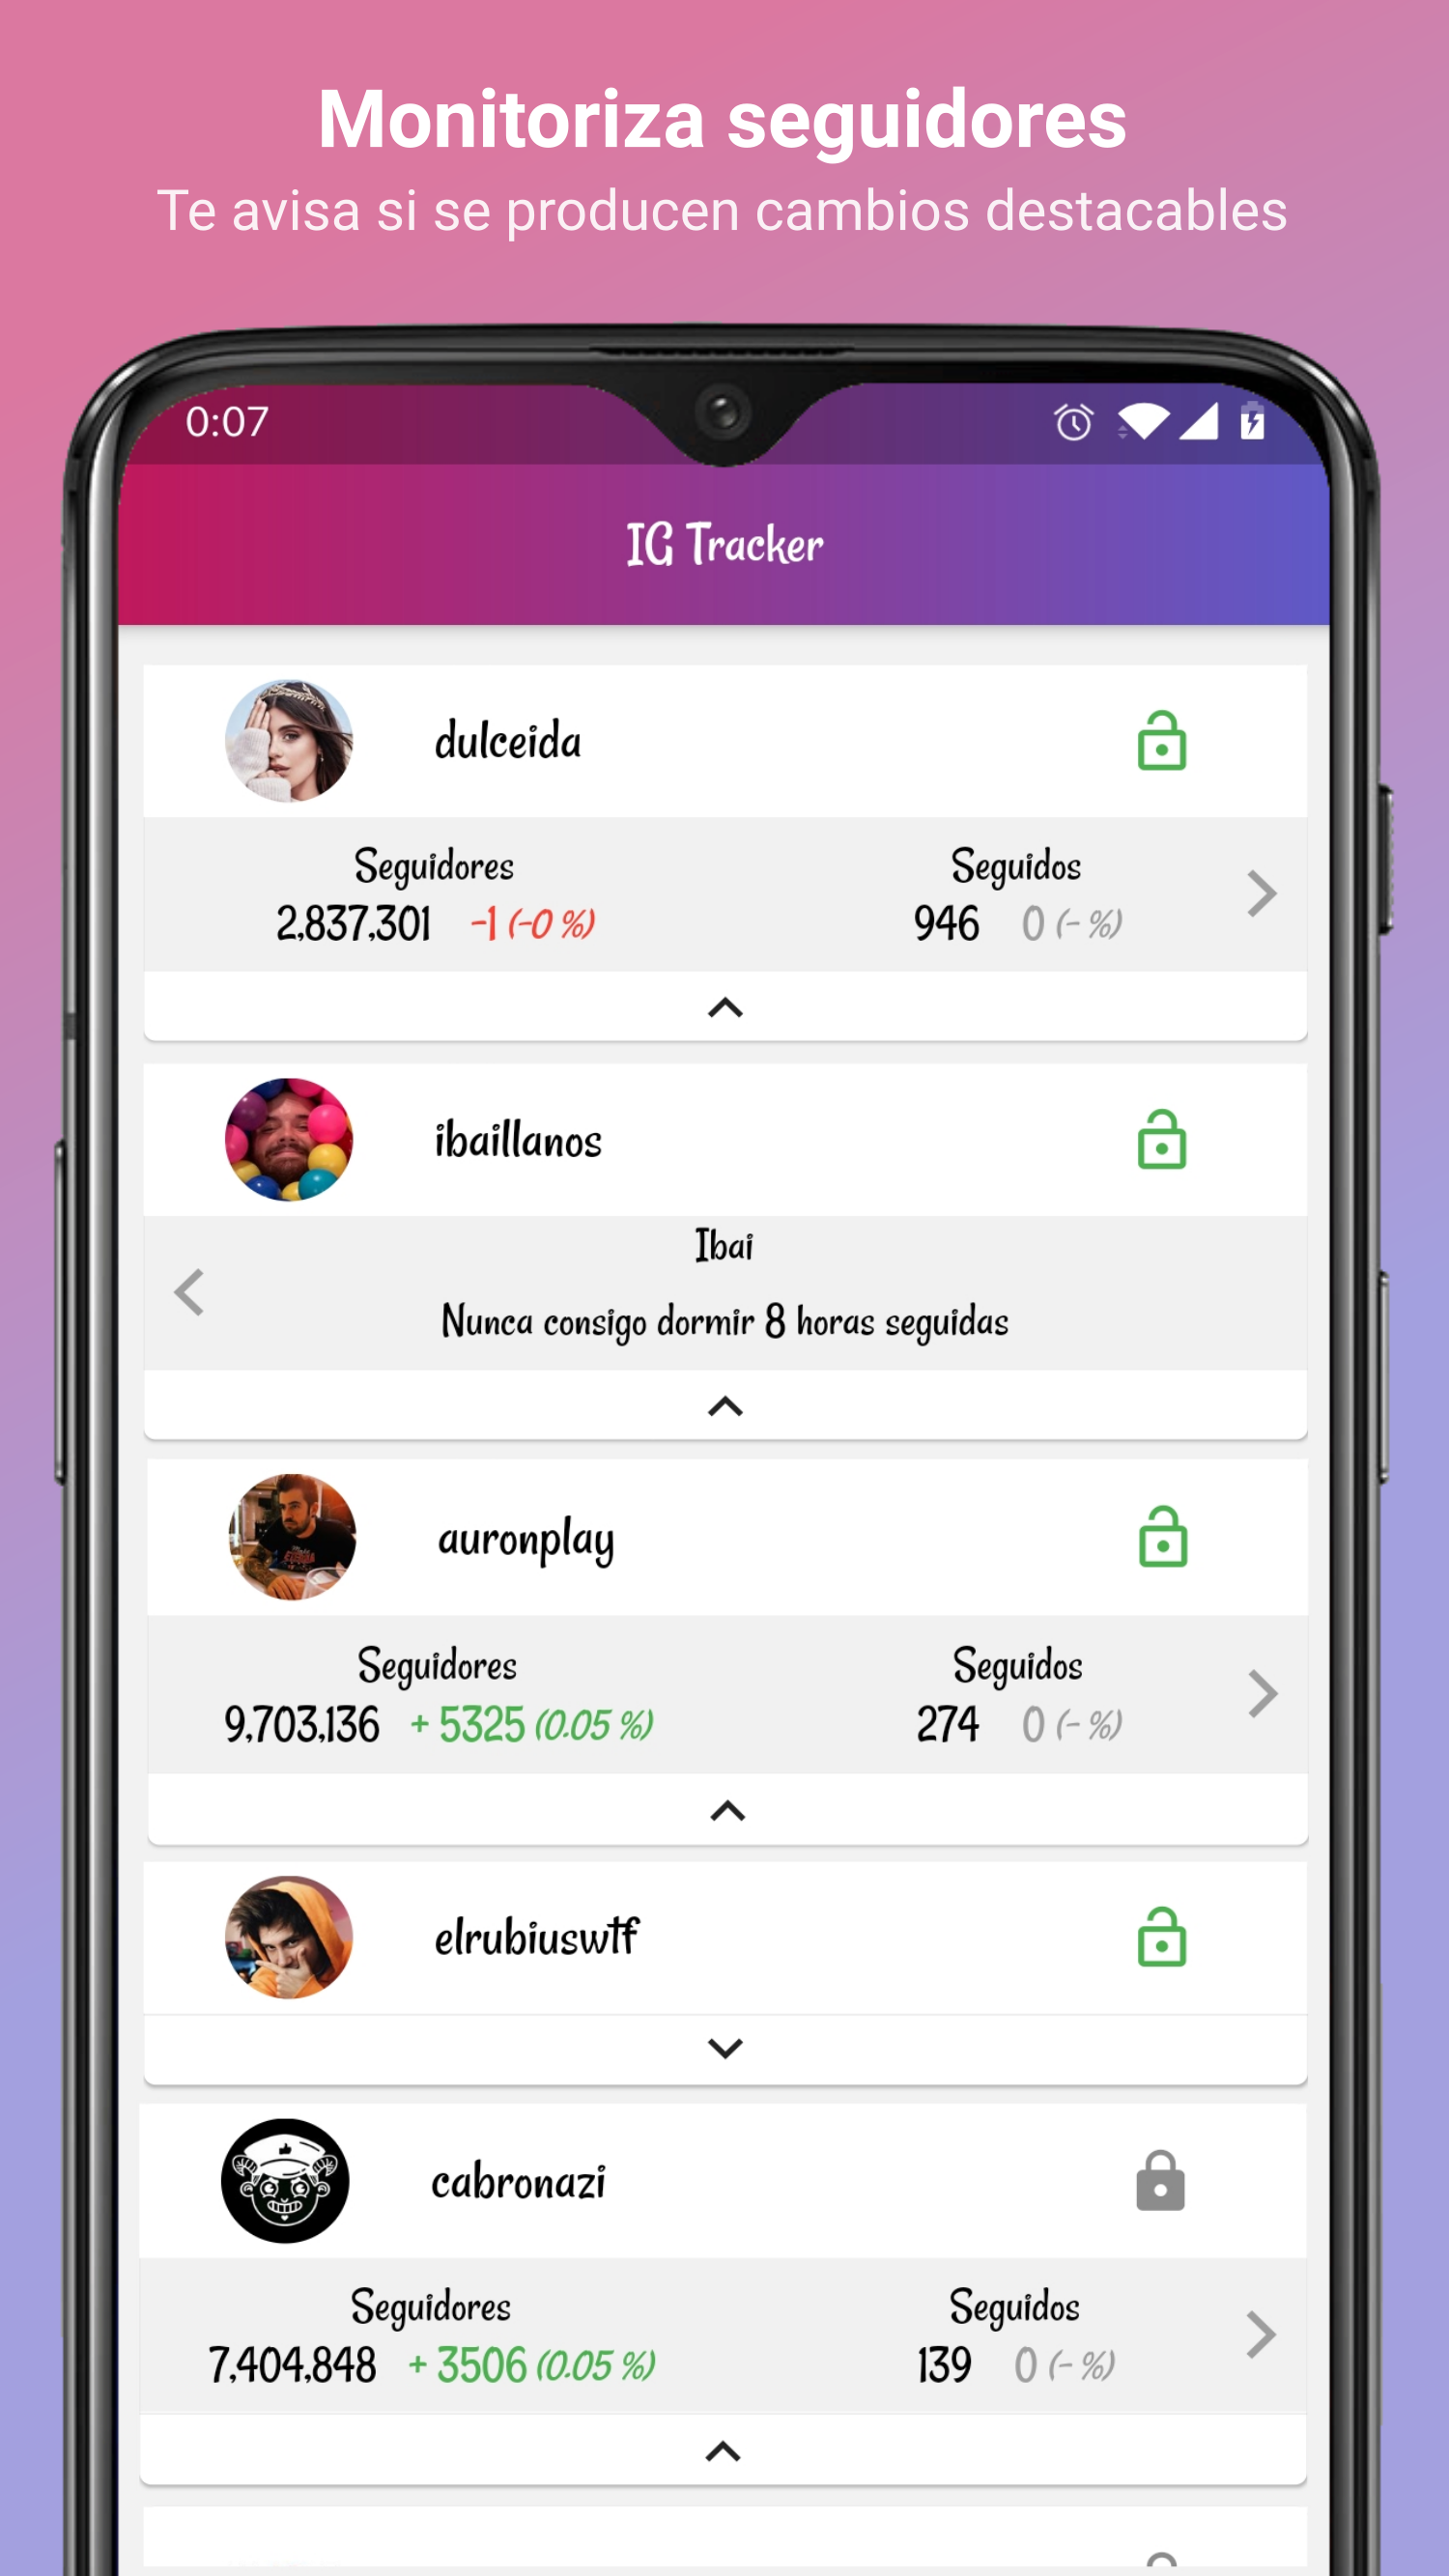 Monitoriza seguidores
Te avisa si se producen cambios destacables
0:07
IG Tracker
dulceida
Seguidores Seguidos
2,837,301 -1 (-0 %) 946 0 (- %)
ibaillanos
Ibai
Nunca consigo dormir 8 horas seguidas
auronplay
Seguidores Seguidos
9,703,136 + 5325 (0.05 %) 274 0 (- %)
elrubiuswtf
cabronazi
Seguidores Seguidos
7,404,848 + 3506 (0.05 %) 139 0 (- %)